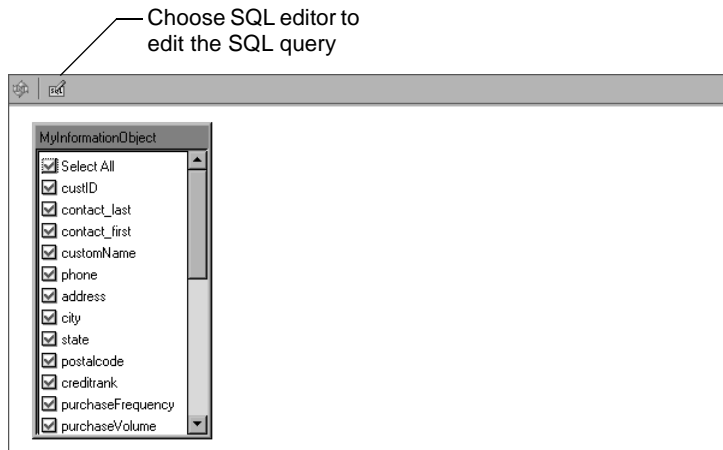 Choose SQL editor to
edit the SQL query
sql
MyInformationObject
Select All
custID
contact_last
contact_first
customName
phone
address
city
state
postalcode
creditrank
purchaseFrequency
purchaseVolume